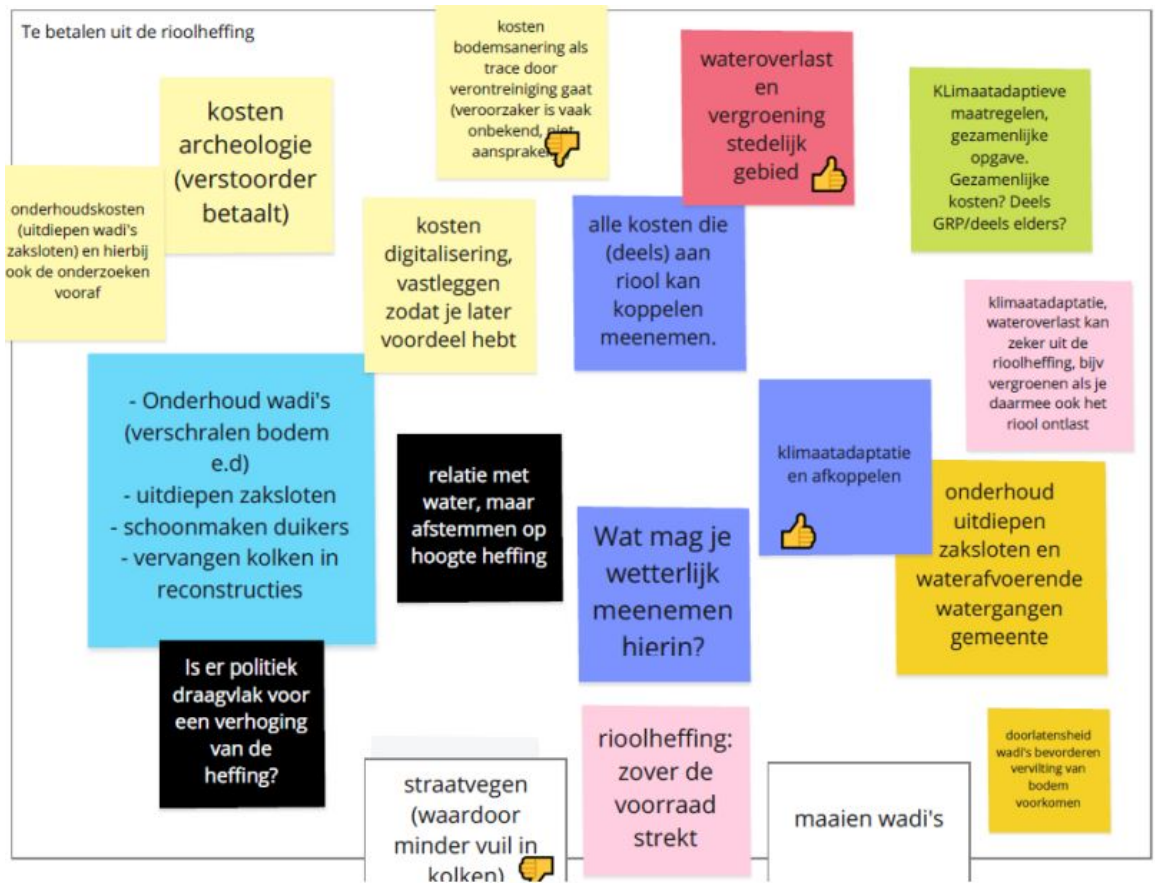 Te betalen uit de rioolheffing
kosten
bodemsanering als
trace door
verontreiniging gaat
(veroorzaker is vaak
onbekend, niet
wateroverlast
en
vergroening
stedelijk
gebied
KLimaatadaptieve
maatregelen,
gezamenlijke
opgave.
Gezamenlijke
kosten? Deels
GRP/deels elders?
kosten
archeologie
(verstoorder
betaalt)
onderhoudskosten
(uitdiepen wadi's
zaksloten) en hierbij
ook de onderzoeken
vooraf
kosten
digitalisering,
vastleggen
zodat je later
voordeel hebt
alle kosten die
(deels) aan
riool kan
koppelen
meenemen.
klimaatadaptatie,
wateroverlast kan
zeker uit de
rioolheffing, bijv
vergroenen als je
daarmee ook het
riool ontlast
- Onderhoud wadi's
(verschralen bodem
e.d)
- uitdiepen zaksloten
- schoonmaken duikers
- vervangen kolken in
reconstructies
relatie met
water, maar
afstemmen op
hoogte heffing
klimaatadaptatie
en afkoppelen
Wat mag je
wetterlijk
meenemen
hierin?
onderhoud
uitdiepen
zaksloten en
waterafvoerende
watergangen
gemeente
Is er politiek
draagvlak voor
een verhoging
van de
heffing?
straatvegen
(waardoor
minder vuil in
kolken)
rioolheffing:
zover de
voorraad
strekt
maaien wadi's
doorlatensheid
wadi's bevorderen
vervilting van
bodem
voorkomen